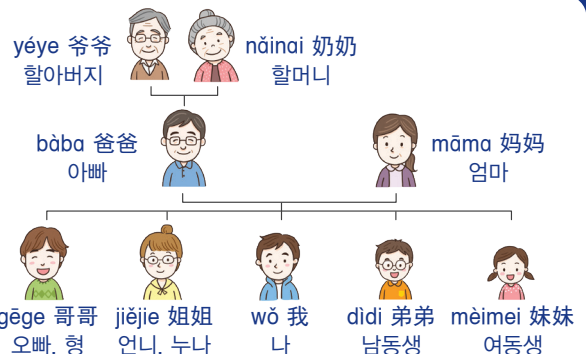 yéye 爷爷
할아버지
nǎinai 奶奶
할머니
bàba 爸爸
아빠
māma 妈妈
엄마
gēge 哥哥
오빠, 형
jiějie 姐姐
언니, 누나
wǒ 我
나
dìdi 弟弟
남동생
mèimei 妹妹
여동생